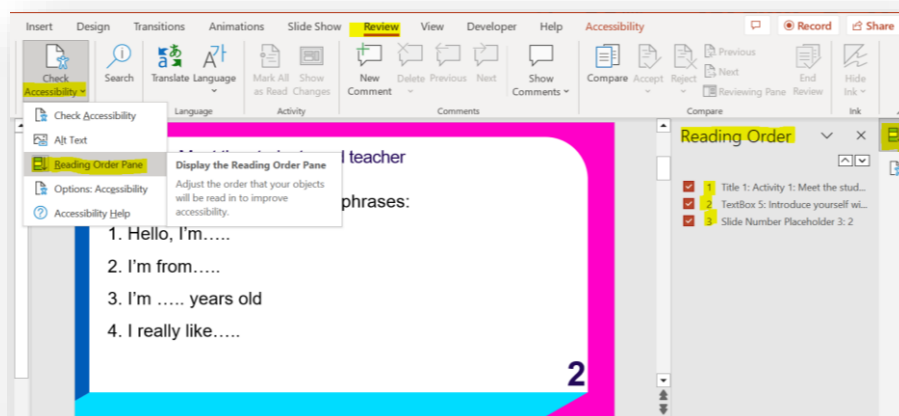 Insert Design Transitions Animations Slide Show Review View Developer Help Accessibility Record Share
Check Accessibility
Search
Translate
Language
Mark All as Read
Show Changes
New Comment
Delete
Previous
Next
Show Comments
Compare
Accept
Reject
Previous
Next
Reviewing Pane
End Review
Hide Ink
Language
Activity
Comments
Compare
Ink
Check Accessibility
Alt Text
Reading Order Pane
Options: Accessibility
Accessibility Help
Display the Reading Order Pane
Adjust the order that your objects
will be read in to improve
accessibility.
teacher
phrases:
1. Hello, I’m…..
2. I’m from…..
3. I’m ….. years old
4. I really like…..
2
Reading Order
1 Title 1: Activity 1: Meet the stud...
2 TextBox 5: Introduce yourself wi...
3 Slide Number Placeholder 3: 2